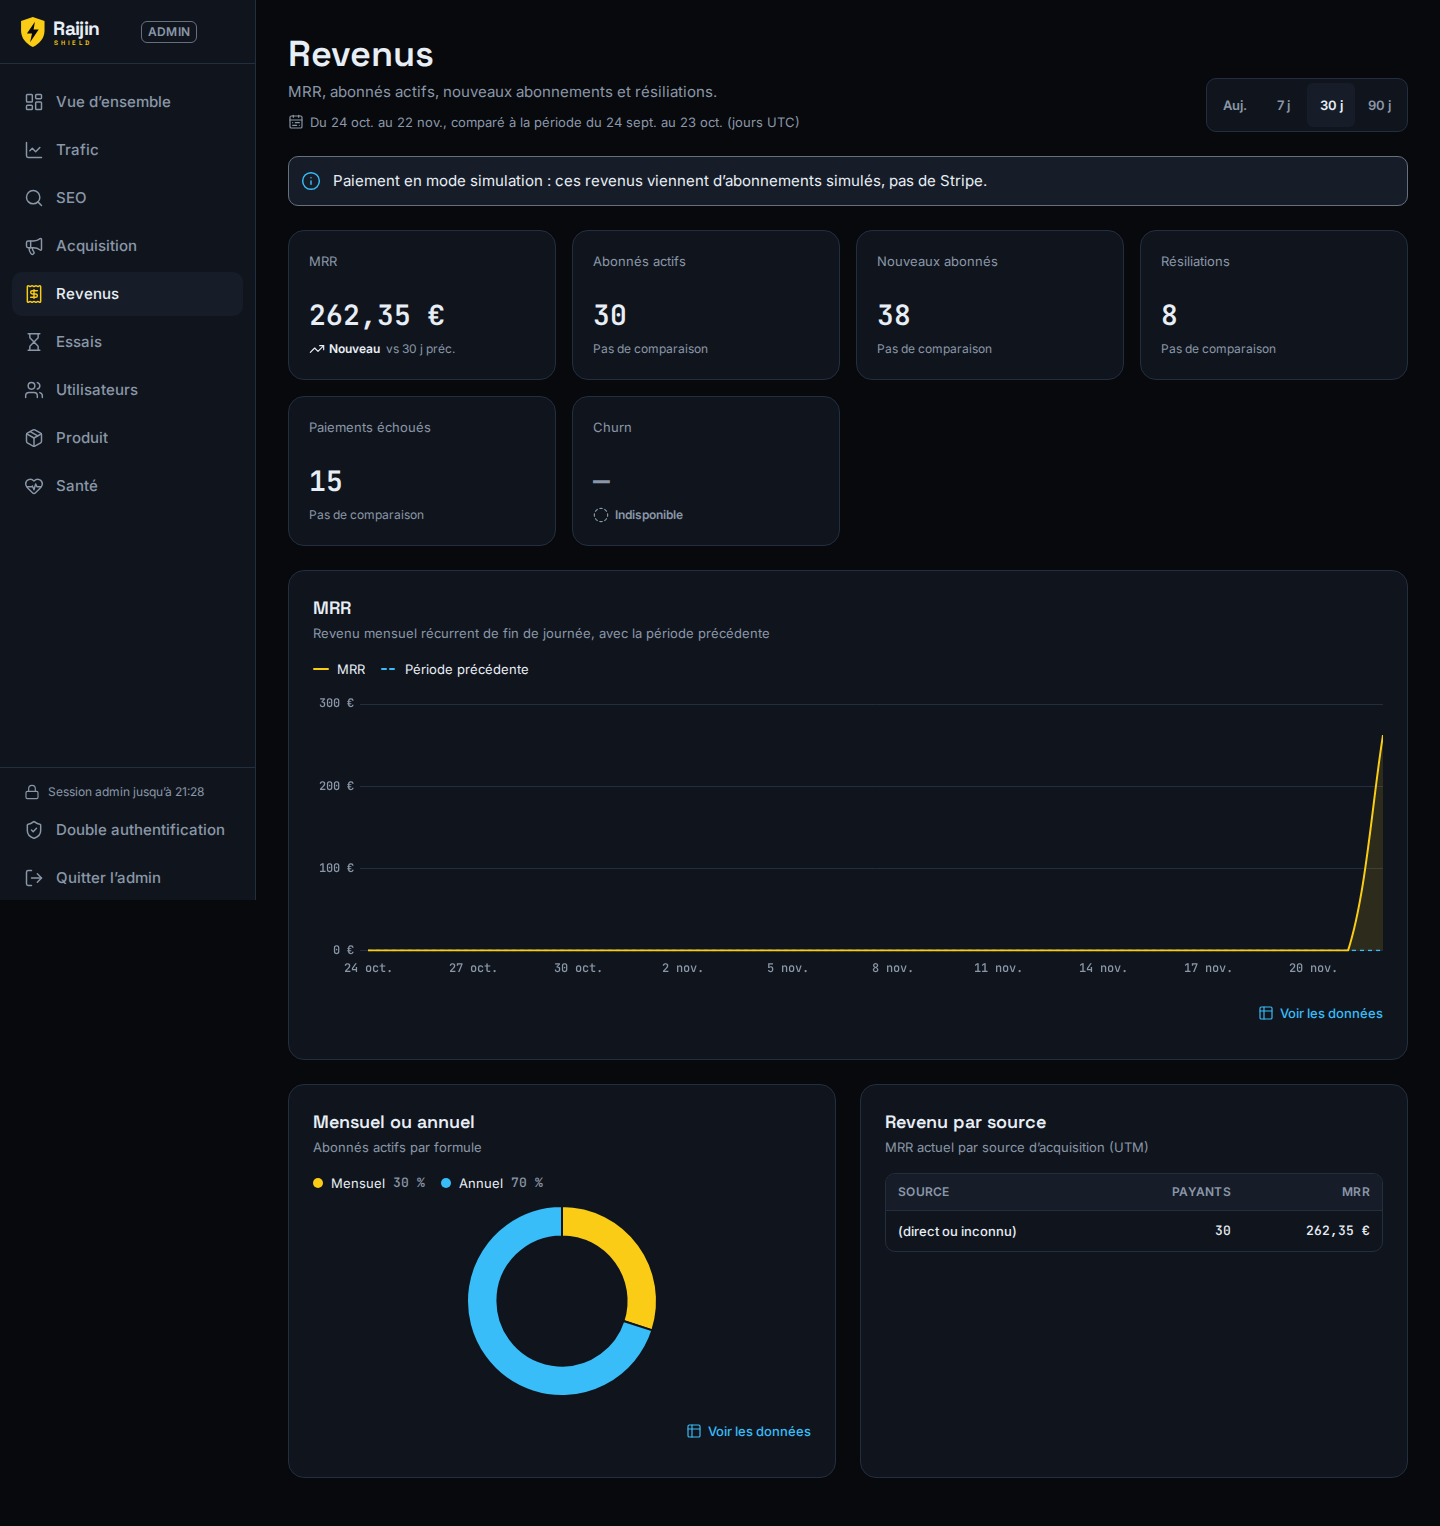 Raijin
SHIELD
ADMIN
Vue d’ensemble
Trafic
SEO
Acquisition
Revenus
Essais
Utilisateurs
Produit
Santé
Session admin jusqu’à 21:28
Double authentification
Quitter l’admin
Revenus
MRR, abonnés actifs, nouveaux abonnements et résiliations.
Du 24 oct. au 22 nov., comparé à la période du 24 sept. au 23 oct. (jours UTC)
Auj. 7 j 30 j 90 j
Paiement en mode simulation : ces revenus viennent d’abonnements simulés, pas de Stripe.
MRR
262,35 €
Nouveau vs 30 j préc.
Abonnés actifs
30
Pas de comparaison
Nouveaux abonnés
38
Pas de comparaison
Résiliations
8
Pas de comparaison
Paiements échoués
15
Pas de comparaison
Churn
—
Indisponible
MRR
Revenu mensuel récurrent de fin de journée, avec la période précédente
MRR Période précédente
300 €
200 €
100 €
0 €
24 oct. 27 oct. 30 oct. 2 nov. 5 nov. 8 nov. 11 nov. 14 nov. 17 nov. 20 nov.
Voir les données
Mensuel ou annuel
Abonnés actifs par formule
Mensuel 30 % Annuel 70 %
Voir les données
Revenu par source
MRR actuel par source d’acquisition (UTM)
SOURCE PAYANTS MRR
(direct ou inconnu) 30 262,35 €